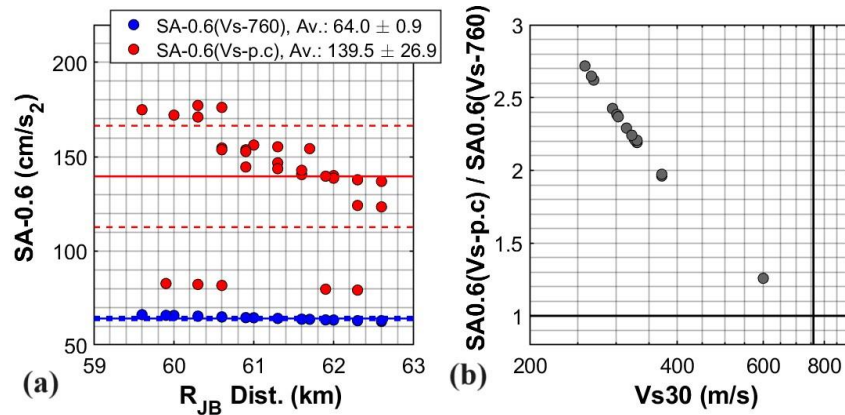 SA-0.6(Vs-760), Av.: 64.0 ± 0.9
SA-0.6(Vs-p.c), Av.: 139.5 ± 26.9
SA-0.6 (cm/s2)
200
150
100
50
59
60
61
62
63
R_JB Dist. (km)
(a)
SA0.6(Vs-p.c) / SA0.6(Vs-760)
3
2.5
2
1.5
1
200
400
600
800
Vs30 (m/s)
(b)